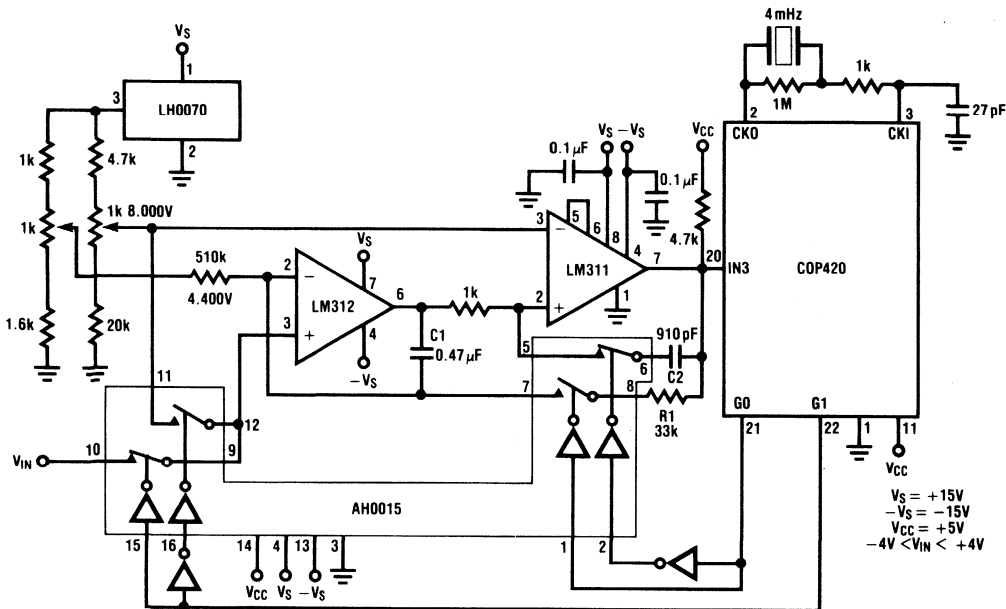 4 mHz
1M
1k
27 pF
2
3
CKO
CKI
VS
1
3
LH0070
2
1k
4.7k
1k
1k 8.000V
1.6k
20k
510k
4.400V
VS
2
−
7
LM312
6
3
+
4
−VS
C1
0.47 μF
1k
VS −VS
0.1 μF
0.1 μF
3
−
5
6
8
4
LM311
7
2
+
1
VCC
4.7k
20
IN3
COP420
910 pF
C2
5
6
7
8
R1
33k
G0
G1
21
22
1
11
VCC
11
12
10
9
VIN
AH0015
15
16
14
4
13
3
VCC
VS
−VS
1
2
VS = +15V
−VS = −15V
VCC = +5V
−4V <VIN < +4V